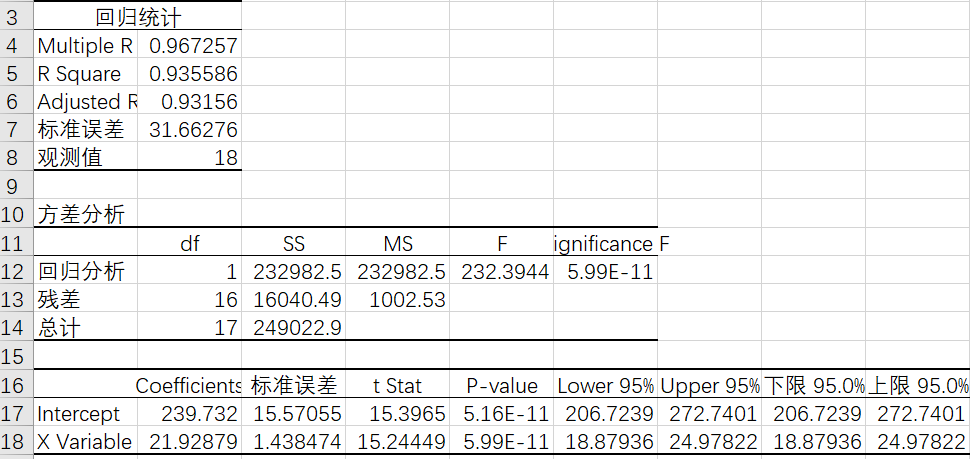 3 回归统计
4 Multiple R 0.967257
5 R Square 0.935586
6 Adjusted R 0.93156
7 标准误差 31.66276
8 观测值 18
9
10 方差分析
11 df SS MS F ignificance F
12 回归分析 1 232982.5 232982.5 232.3944 5.99E-11
13 残差 16 16040.49 1002.53
14 总计 17 249022.9
15
16 Coefficients 标准误差 t Stat P-value Lower 95% Upper 95% 下限 95.0% 上限 95.0%
17 Intercept 239.732 15.57055 15.3965 5.16E-11 206.7239 272.7401 206.7239 272.7401
18 X Variable 21.92879 1.438474 15.24449 5.99E-11 18.87936 24.97822 18.87936 24.97822